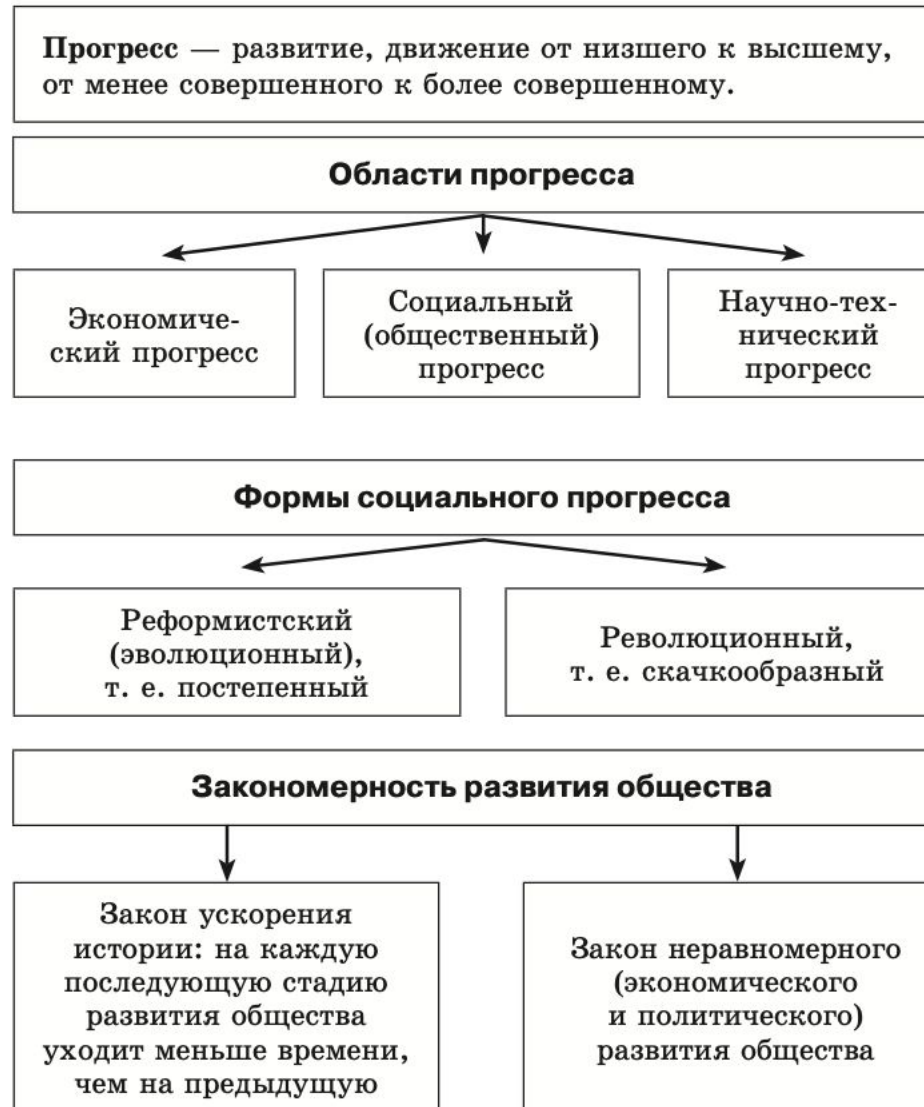 Прогресс — развитие, движение от низшего к высшему,
от менее совершенного к более совершенному.
Области прогресса
Экономиче-
ский прогресс
Социальный
(общественный)
прогресс
Научно-тех-
нический
прогресс
Формы социального прогресса
Реформистский
(эволюционный),
т. е. постепенный
Революционный,
т. е. скачкообразный
Закономерность развития общества
Закон ускорения
истории: на каждую
последующую стадию
развития общества
уходит меньше времени,
чем на предыдущую
Закон неравномерного
(экономического
и политического)
развития общества